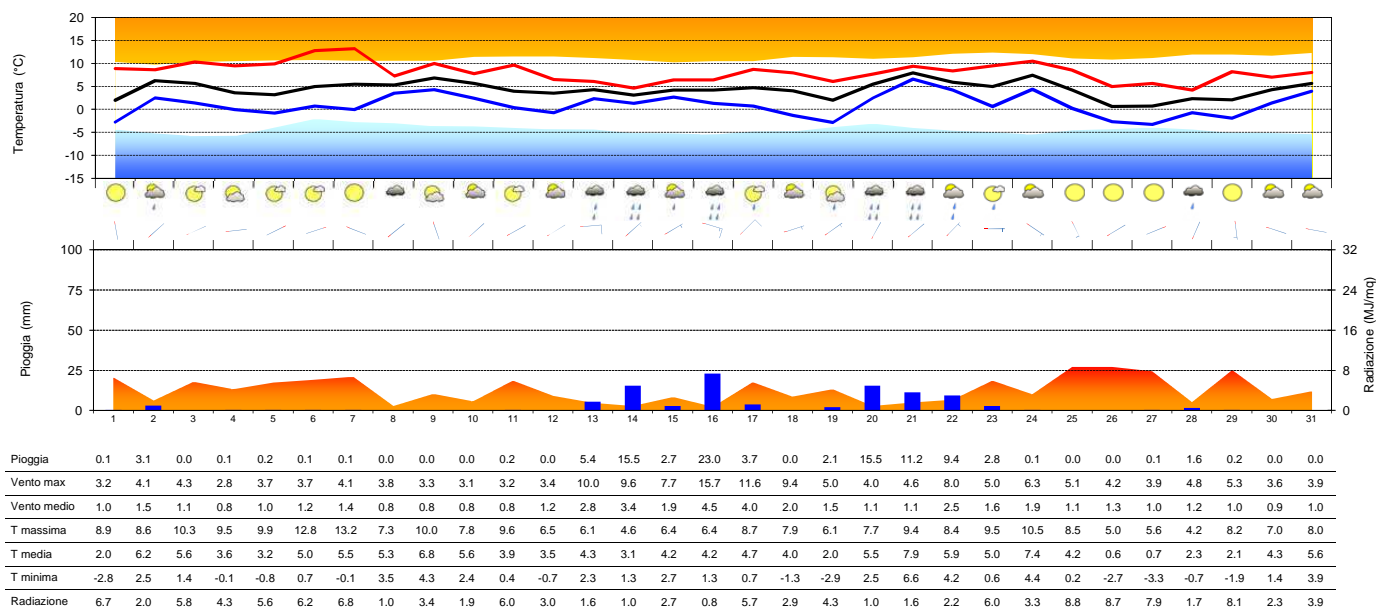 20
15
10
5
0
-5
-10
-15
Temperatura (°C)
100
75
50
25
0
Pioggia (mm)
32
24
16
8
0
Radiazione (MJ/mq)
1 2 3 4 5 6 7 8 9 10 11 12 13 14 15 16 17 18 19 20 21 22 23 24 25 26 27 28 29 30 31
Pioggia 0.1 3.1 0.0 0.1 0.2 0.1 0.1 0.0 0.0 0.0 0.2 0.0 5.4 15.5 2.7 23.0 3.7 0.0 2.1 15.5 11.2 9.4 2.8 0.1 0.0 0.0 0.1 1.6 0.2 0.0 0.0
Vento max 3.2 4.1 4.3 2.8 3.7 3.7 4.1 3.8 3.3 3.1 3.2 3.4 10.0 9.6 7.7 15.7 11.6 9.4 5.0 4.0 4.6 8.0 5.0 6.3 5.1 4.2 3.9 4.8 5.3 3.6 3.9
Vento medio 1.0 1.5 1.1 0.8 1.0 1.2 1.4 0.8 0.8 0.8 0.8 1.2 2.8 3.4 1.9 4.5 4.0 2.0 1.5 1.1 1.1 2.5 1.6 1.9 1.1 1.3 1.0 1.2 1.0 0.9 1.0
T massima 8.9 8.6 10.3 9.5 9.9 12.8 13.2 7.3 10.0 7.8 9.6 6.5 6.1 4.6 6.4 6.4 8.7 7.9 6.1 7.7 9.4 8.4 9.5 10.5 8.5 5.0 5.6 4.2 8.2 7.0 8.0
T media 2.0 6.2 5.6 3.6 3.2 5.0 5.5 5.3 6.8 5.6 3.9 3.5 4.3 3.1 4.2 4.2 4.7 4.0 2.0 5.5 7.9 5.9 5.0 7.4 4.2 0.6 0.7 2.3 2.1 4.3 5.6
T minima -2.8 2.5 1.4 -0.1 -0.8 0.7 -0.1 3.5 4.3 2.4 0.4 -0.7 2.3 1.3 2.7 1.3 0.7 -1.3 -2.9 2.5 6.6 4.2 0.6 4.4 0.2 -2.7 -3.3 -0.7 -1.9 1.4 3.9
Radiazione 6.7 2.0 5.8 4.3 5.6 6.2 6.8 1.0 3.4 1.9 6.0 3.0 1.6 1.0 2.7 0.8 5.7 2.9 4.3 1.0 1.6 2.2 6.0 3.3 8.8 8.7 7.9 1.7 8.1 2.3 3.9